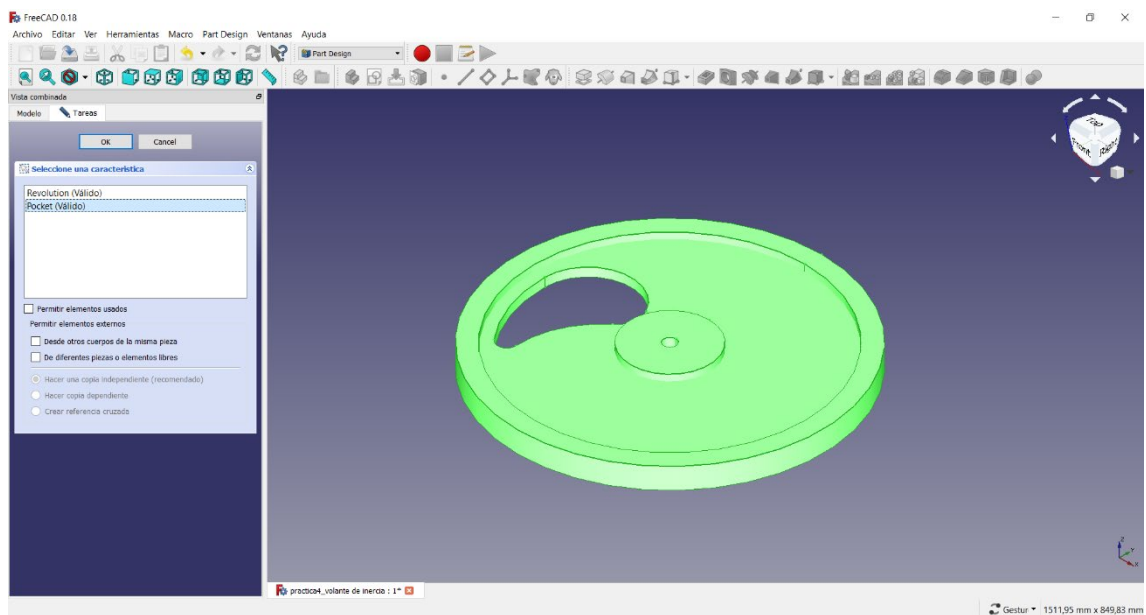 FreeCAD 0.18
Archivo Editar Ver Herramientas Macro Part Design Ventanas Ayuda
Part Design
Vista combinada
Modelo Tareas
OK Cancel
Seleccione una característica
Revolution (Válido)
Pocket (Válido)
Permitir elementos usados
Permitir elementos externos
Desde otros cuerpos de la misma pieza
De diferentes piezas o elementos libres
Hacer una copia independiente (recomendado)
Hacer copia dependiente
Crear referencia cruzada
Top
Front Right
Z
Y
X
practica4_volante de inercia : 1*
Gestur 1511,95 mm x 849,83 mm